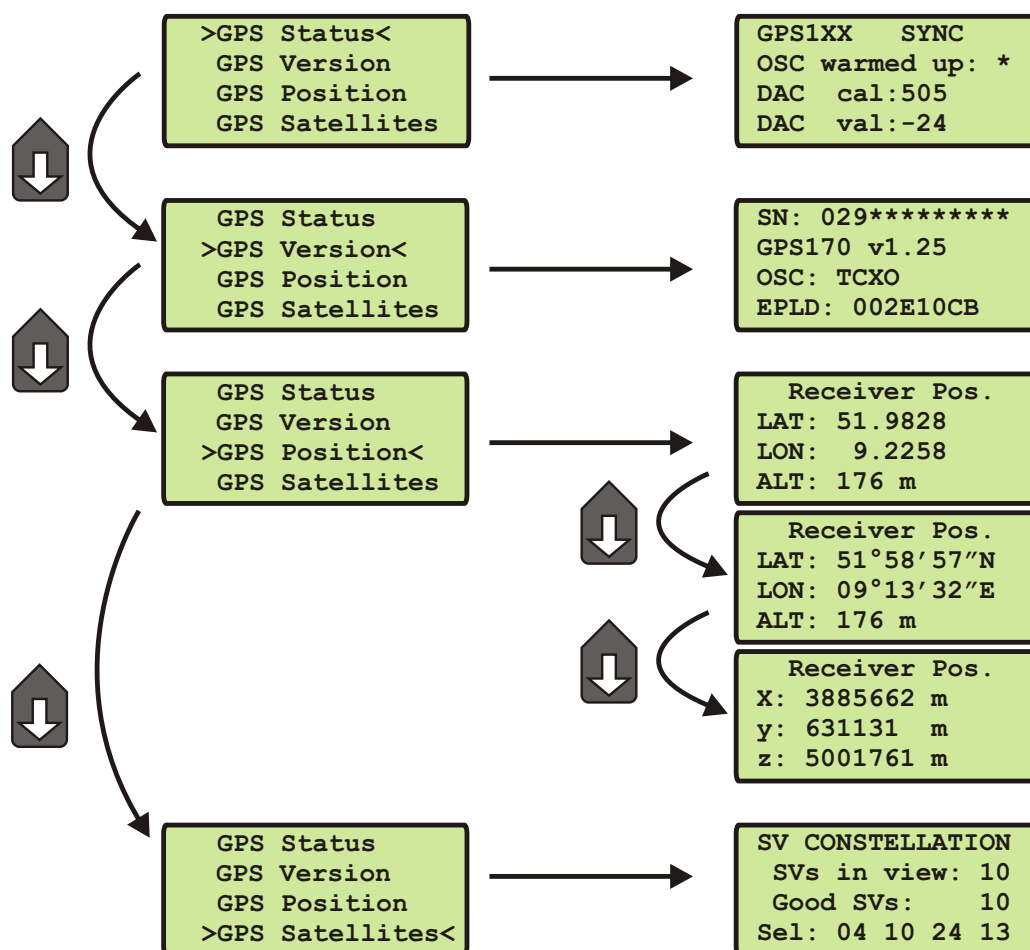 >GPS Status<
GPS Version
GPS Position
GPS Satellites
GPS1XX SYNC
OSC warmed up: *
DAC cal:505
DAC val:-24
GPS Status
>GPS Version<
GPS Position
GPS Satellites
SN: 029*********
GPS170 v1.25
OSC: TCXO
EPLD: 002E10CB
GPS Status
GPS Version
>GPS Position<
GPS Satellites
Receiver Pos.
LAT: 51.9828
LON: 9.2258
ALT: 176 m
Receiver Pos.
LAT: 51°58′57″N
LON: 09°13′32″E
ALT: 176 m
Receiver Pos.
X: 3885662 m
y: 631131 m
z: 5001761 m
GPS Status
GPS Version
GPS Position
>GPS Satellites<
SV CONSTELLATION
SVs in view: 10
Good SVs: 10
Sel: 04 10 24 13